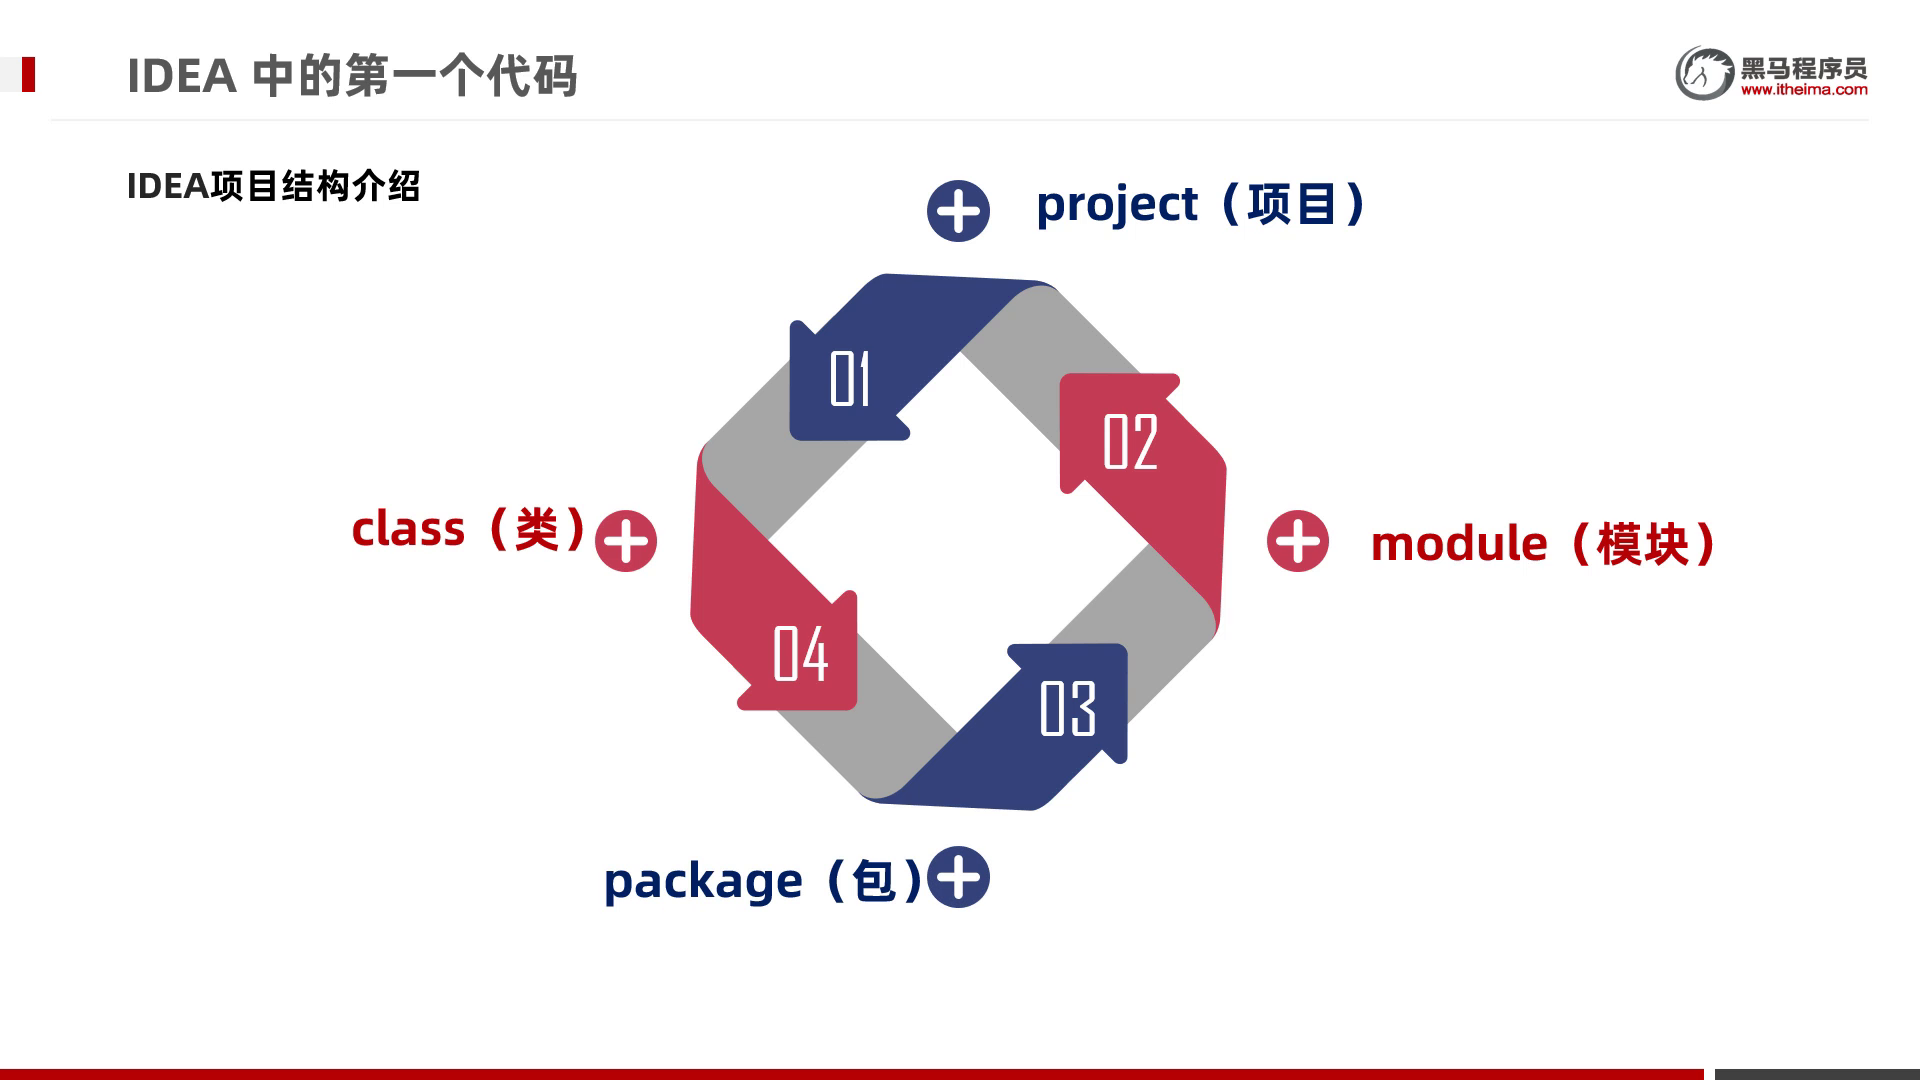 IDEA 中的第一个代码
黑马程序员
www.itheima.com
IDEA项目结构介绍
project（项目）
01
02
class（类）
module（模块）
04
03
package（包）